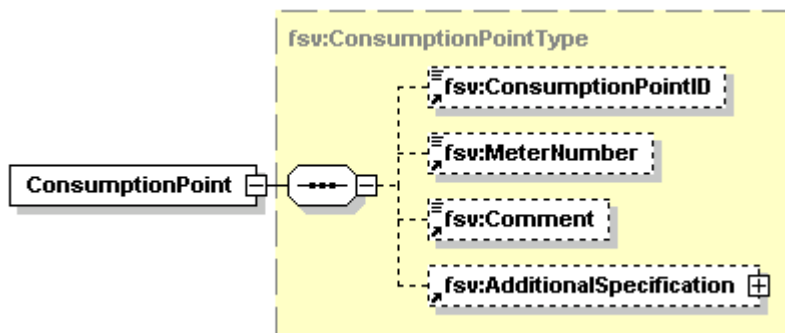 fsv:ConsumptionPointType
fsv:ConsumptionPointID
fsv:MeterNumber
ConsumptionPoint
fsv:Comment
fsv:AdditionalSpecification